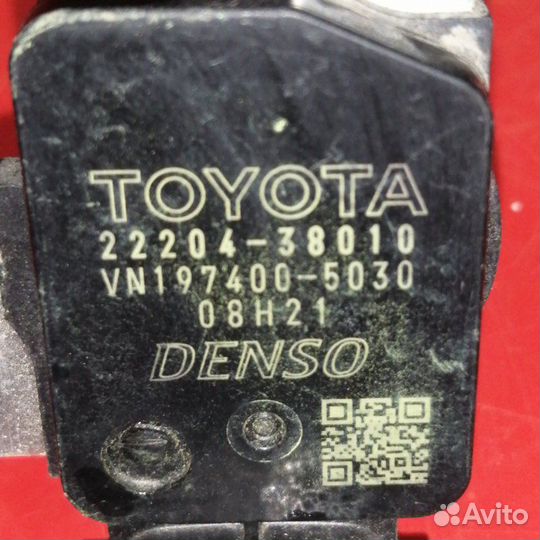 TOYOTA
22204-38010
VN197400-5030
08H21
DENSO
Avito